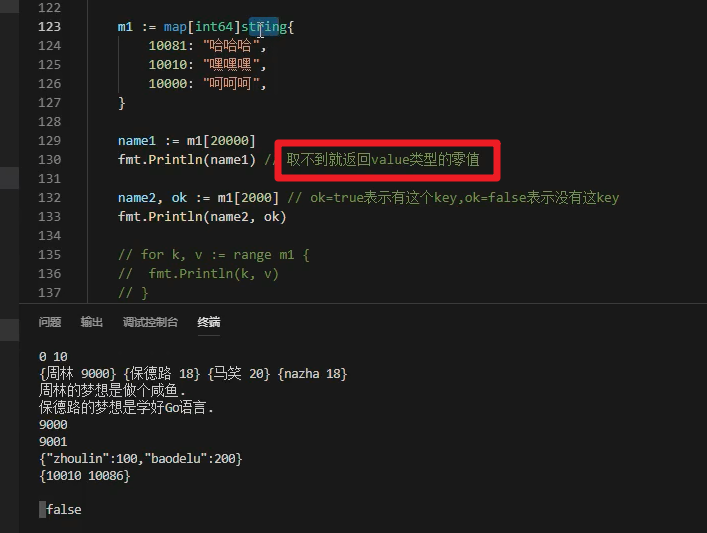 122
123 m1 := map[int64]string{
124 10081: "哈哈哈",
125 10010: "嘿嘿嘿",
126 10000: "呵呵呵",
127 }
128
129 name1 := m1[20000]
130 fmt.Println(name1) // 取不到就返回value类型的零值
131
132 name2, ok := m1[2000] // ok=true表示有这个key,ok=false表示没有这key
133 fmt.Println(name2, ok)
134
135 // for k, v := range m1 {
136 // fmt.Println(k, v)
137 // }
问题 输出 调试控制台 终端
0 10
{周林 9000} {保德路 18} {马笑 20} {nazha 18}
周林的梦想是做个咸鱼.
保德路的梦想是学好Go语言.
9000
9001
{"zhoulin":100,"baodelu":200}
{10010 10086}
false